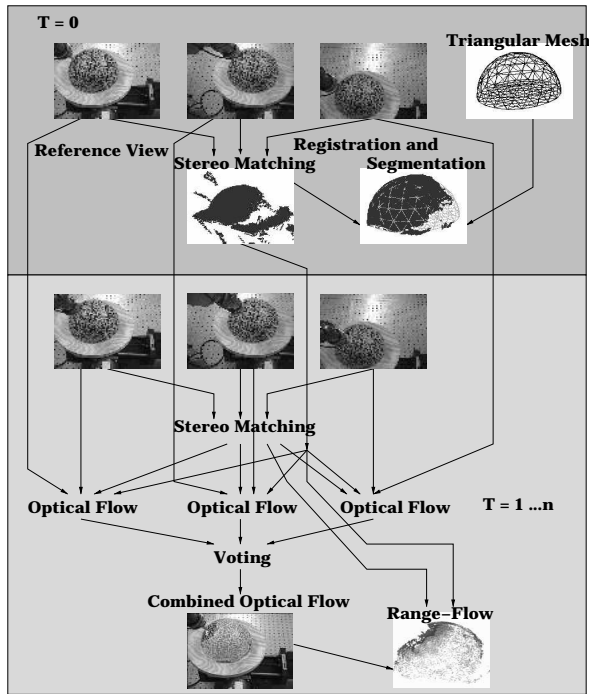 T = 0
Triangular Mesh
Reference View
Registration and
Stereo Matching
Segmentation
Stereo Matching
Optical Flow
Optical Flow
Optical Flow
T = 1 ...n
Voting
Combined Optical Flow
Range−Flow